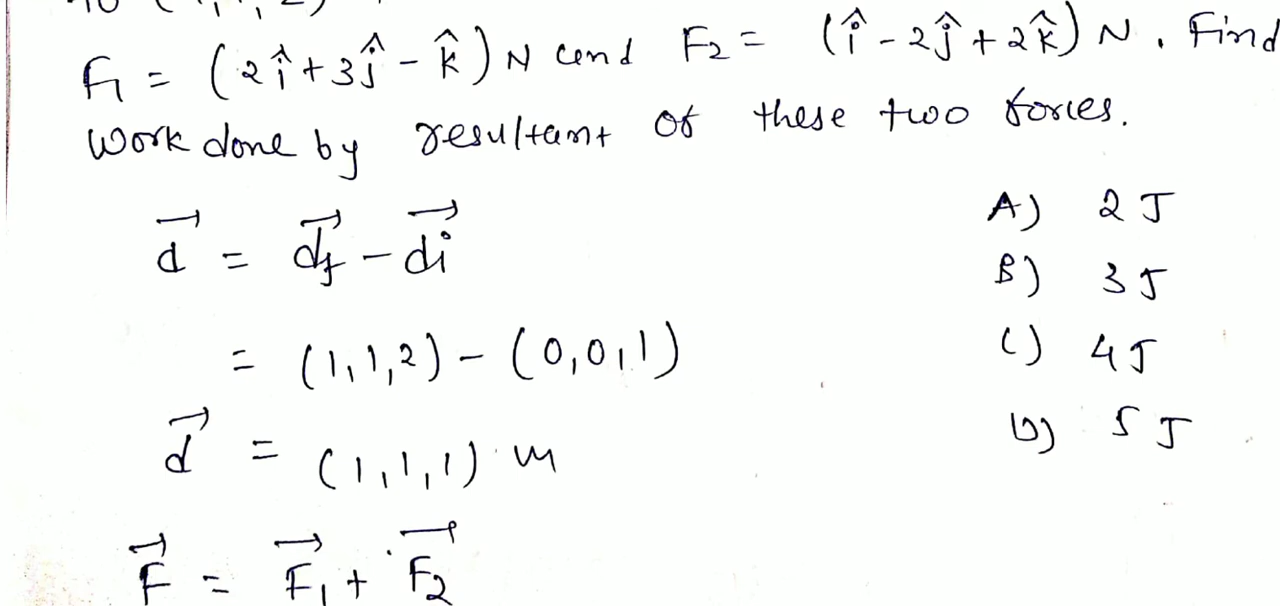 F₁ = (2î+3ĵ - k̂) N and F₂ = (î - 2ĵ + 2k̂) N. Find
Work done by resultant of these two forces.
A) 2 J
d⃗ = d⃗f - d⃗i
B) 3 J
= (1,1,2) - (0,0,1)
C) 4 J
d⃗ = (1,1,1) m
D) 5 J
F⃗ = F⃗₁ + F⃗₂